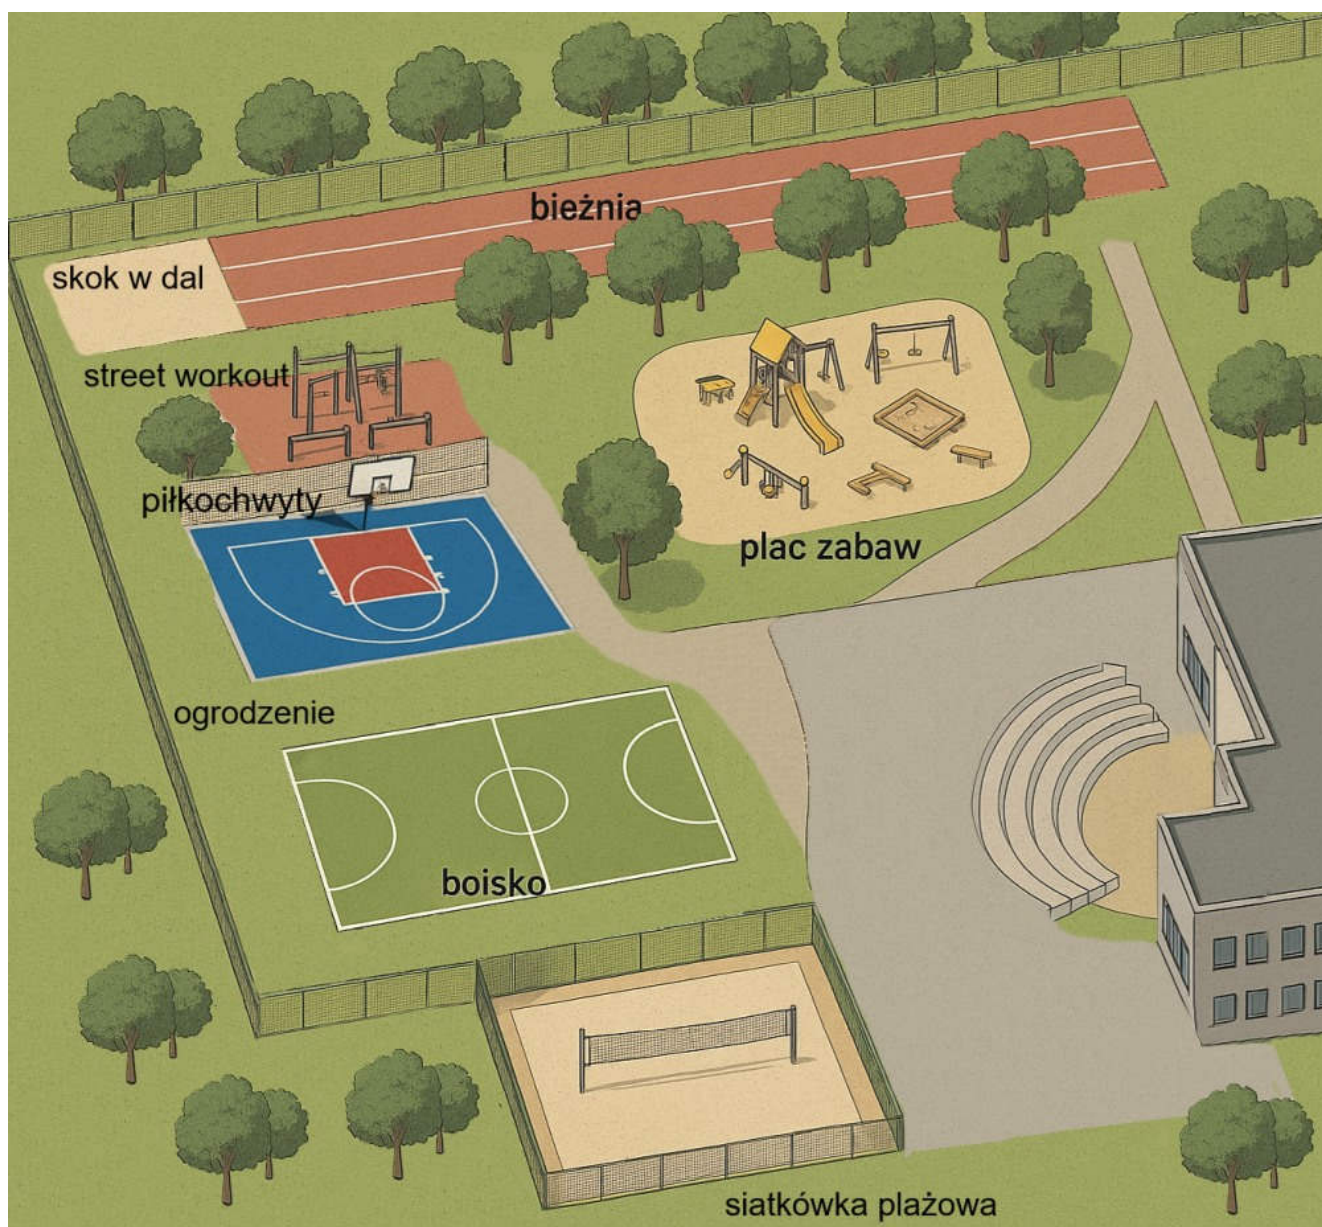 bieżnia
skok w dal
street workout
piłkochwyty
plac zabaw
ogrodzenie
boisko
siatkówka plażowa